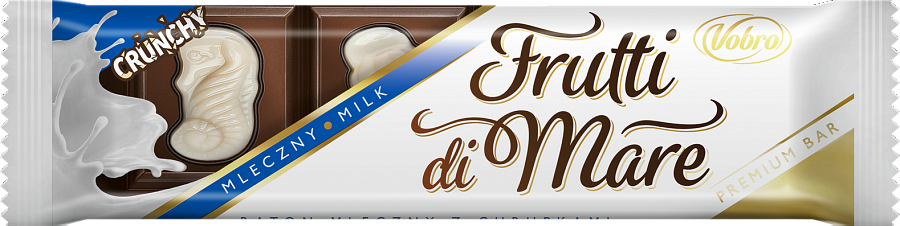 CRUNCHY
MLECZNY • MILK
Frutti
di Mare
Vobro
PREMIUM BAR